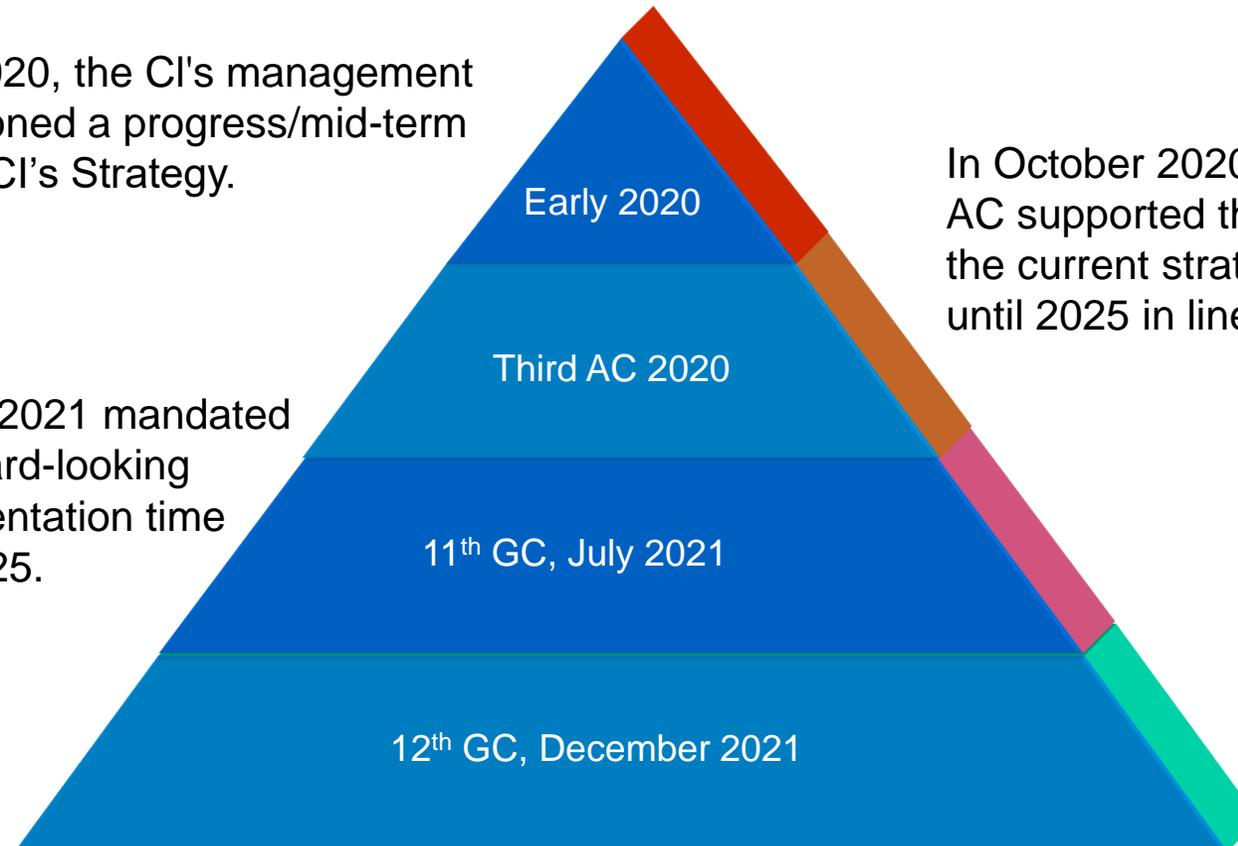 020, the CI's management
oned a progress/mid-term
CI’s Strategy.
In October 2020
AC supported th
the current strat
until 2025 in line
Early 2020
Third AC 2020
2021 mandated
ard-looking
entation time
25.
11th GC, July 2021
12th GC, December 2021